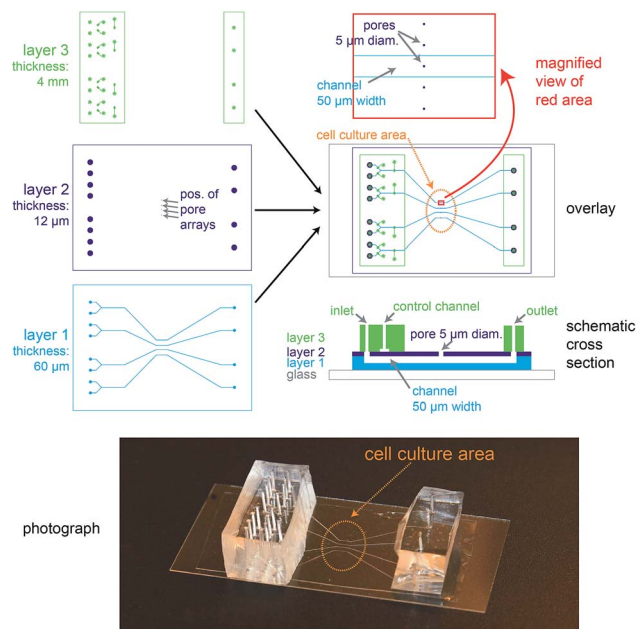 layer 3
thickness:
4 mm
pores
5 µm diam.
channel
50 µm width
magnified
view of
red area
cell culture area
layer 2
thickness:
12 µm
pos. of
pore
arrays
overlay
layer 1
thickness:
60 µm
inlet
control channel
outlet
layer 3
layer 2
layer 1
glass
pore 5 µm diam.
channel
50 µm width
schematic
cross
section
photograph
cell culture area